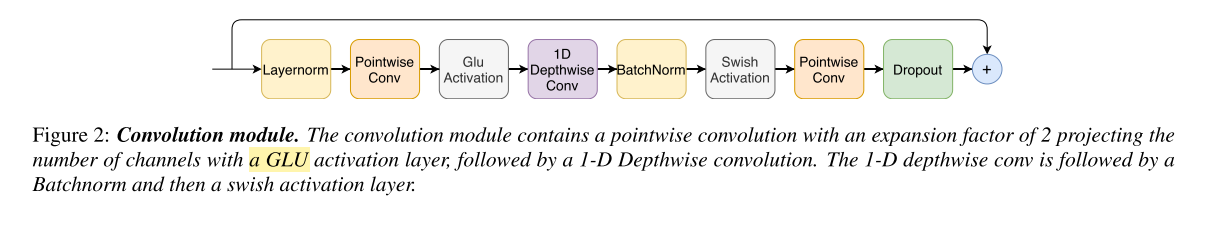 Layernorm
Pointwise
Conv
Glu
Activation
1D
Depthwise
Conv
BatchNorm
Swish
Activation
Pointwise
Conv
Dropout
+
Figure 2: Convolution module. The convolution module contains a pointwise convolution with an expansion factor of 2 projecting the
number of channels with a GLU activation layer, followed by a 1-D Depthwise convolution. The 1-D depthwise conv is followed by a
Batchnorm and then a swish activation layer.